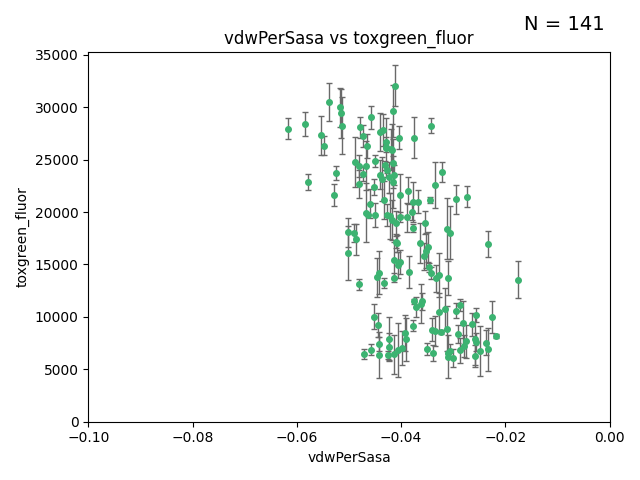 N = 141
vdwPerSasa vs toxgreen_fluor
35000
30000
25000
20000
15000
10000
5000
0
toxgreen_fluor
−0.10 −0.08 −0.06 −0.04 −0.02 0.00
vdwPerSasa